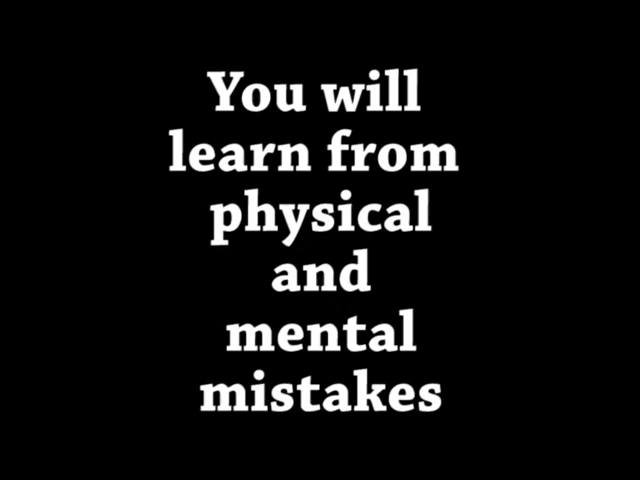 You will
learn from
physical
and
mental
mistakes